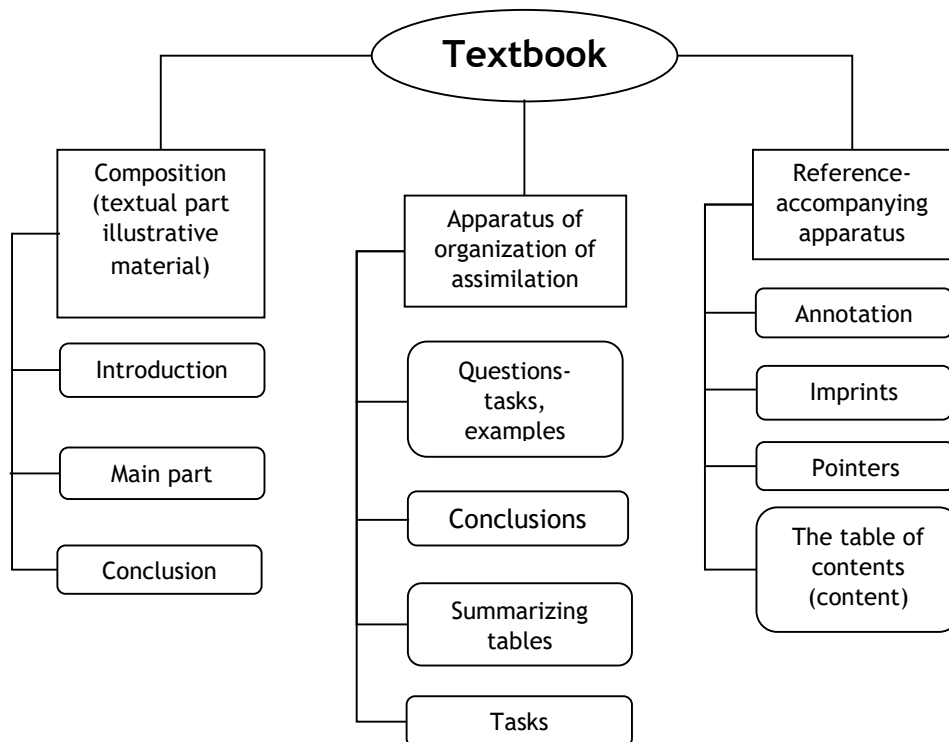 Textbook
Composition
(textual part
illustrative
material)
Introduction
Main part
Conclusion
Apparatus of
organization of
assimilation
Questions-
tasks,
examples
Conclusions
Summarizing
tables
Tasks
Reference-
accompanying
apparatus
Annotation
Imprints
Pointers
The table of
contents
(content)